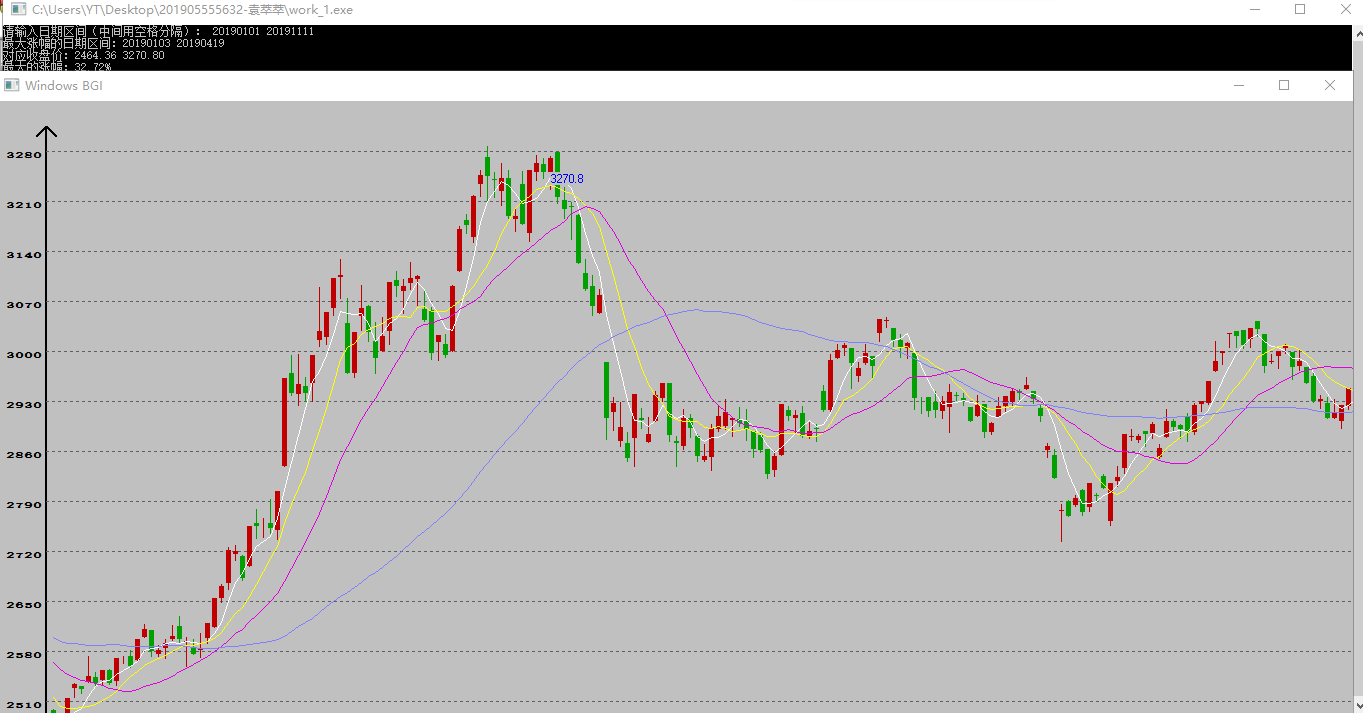 C:\Users\YT\Desktop\201905555632-袁萃萃\work_1.exe
请输入日期区间（中间用空格分隔）： 20190101 20191111
最大涨幅的日期区间：20190103 20190419
对应收盘价：2464.36 3270.80
最大的涨幅：32.72%
Windows BGI
3280
3270.8
3210
3140
3070
3000
2930
2860
2790
2720
2650
2580
2510